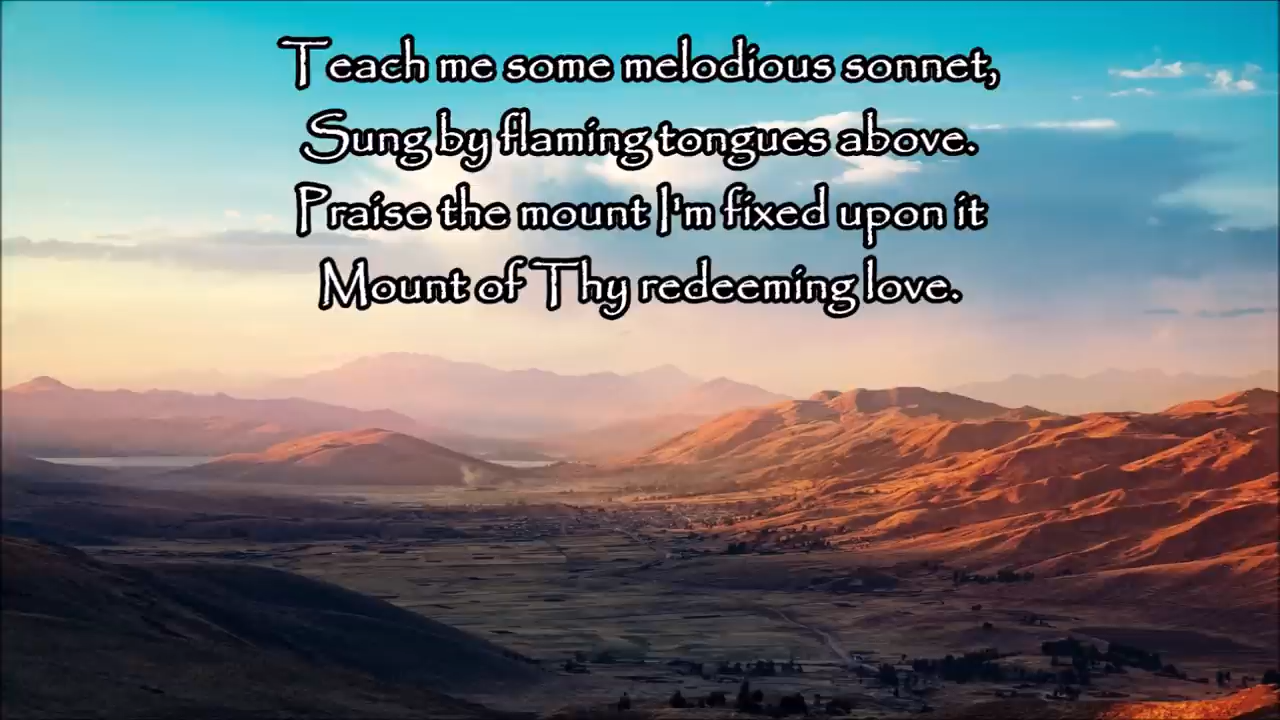 Teach me some melodious sonnet,
Sung by flaming tongues above.
Praise the mount I'm fixed upon it
Mount of Thy redeeming love.